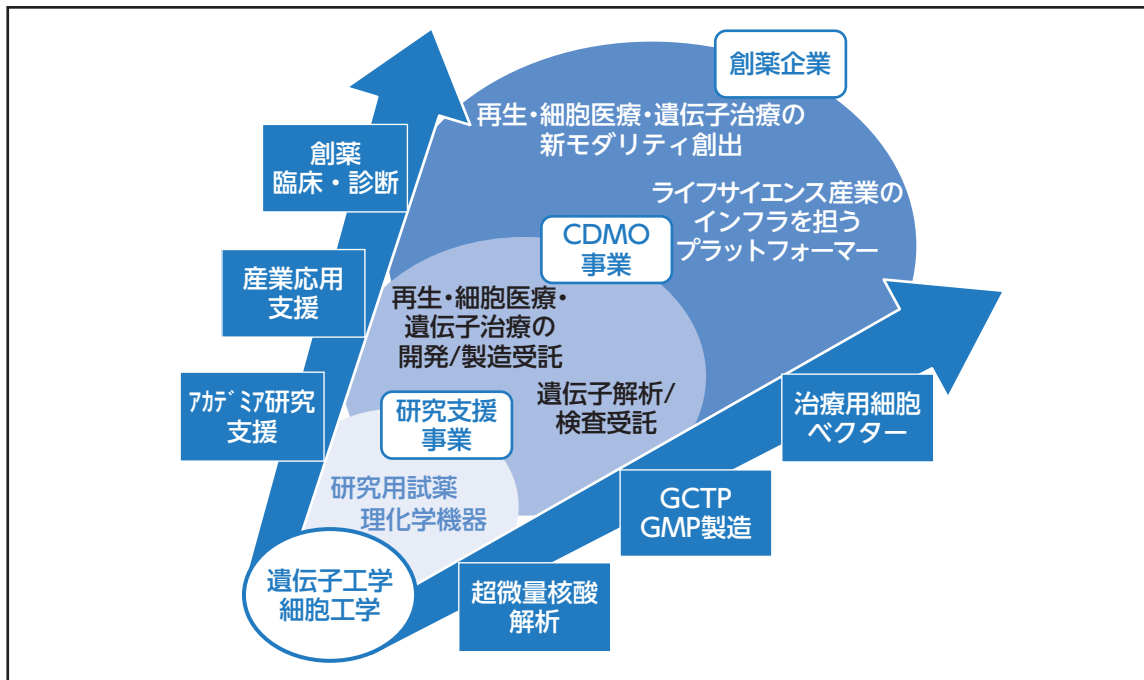 創薬企業
再生・細胞医療・遺伝子治療の
新モダリティ創出
創薬
臨床・診断
ライフサイエンス産業の
インフラを担う
プラットフォーマー
CDMO
事業
産業応用
支援
再生・細胞医療・
遺伝子治療の
開発/製造受託
遺伝子解析/
検査受託
アカデミア研究
支援
研究支援
事業
治療用細胞
ベクター
研究用試薬
理化学機器
GCTP
GMP製造
遺伝子工学
細胞工学
超微量核酸
解析